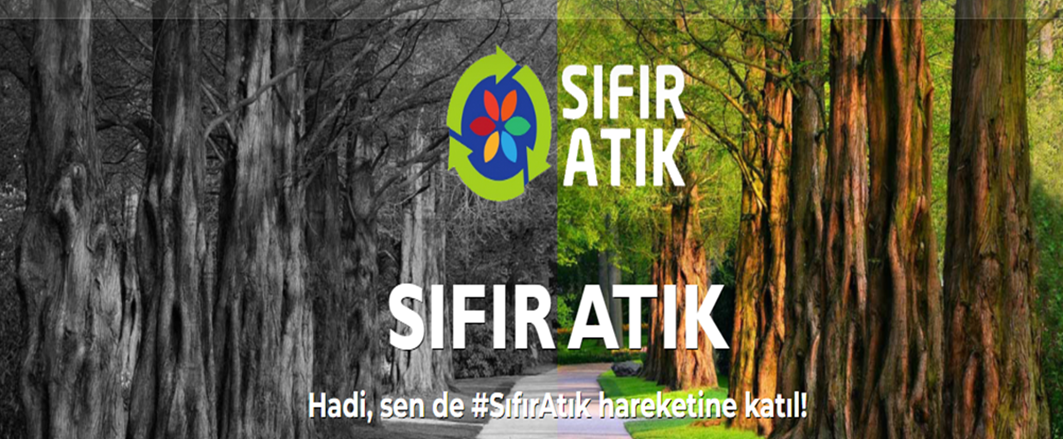 SIFIR
ATIK
SIFIR ATIK
Hadi, sen de #SıfırAtık hareketine katıl!